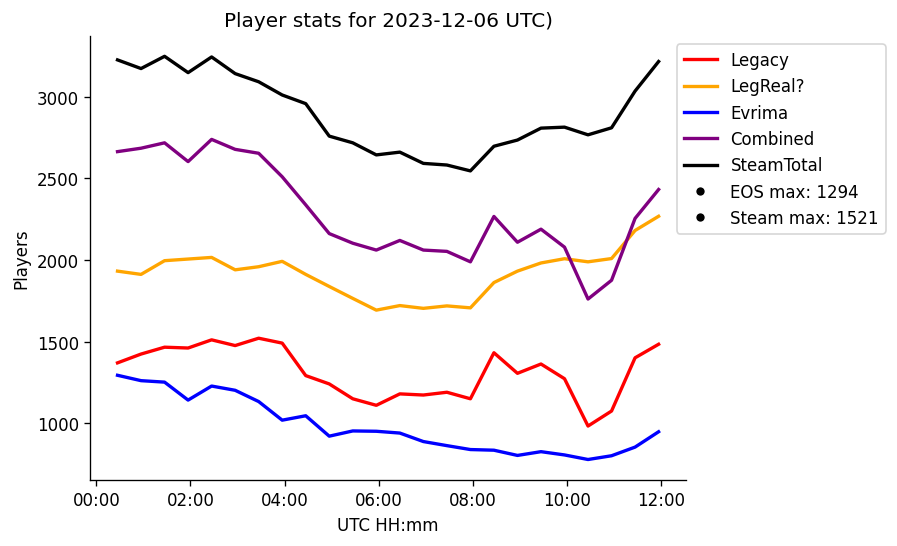 Player stats for 2023-12-06 UTC)
Legacy
LegReal?
Evrima
Combined
SteamTotal
EOS max: 1294
Steam max: 1521
Players
3000
2500
2000
1500
1000
00:00 02:00 04:00 06:00 08:00 10:00 12:00
UTC HH:mm